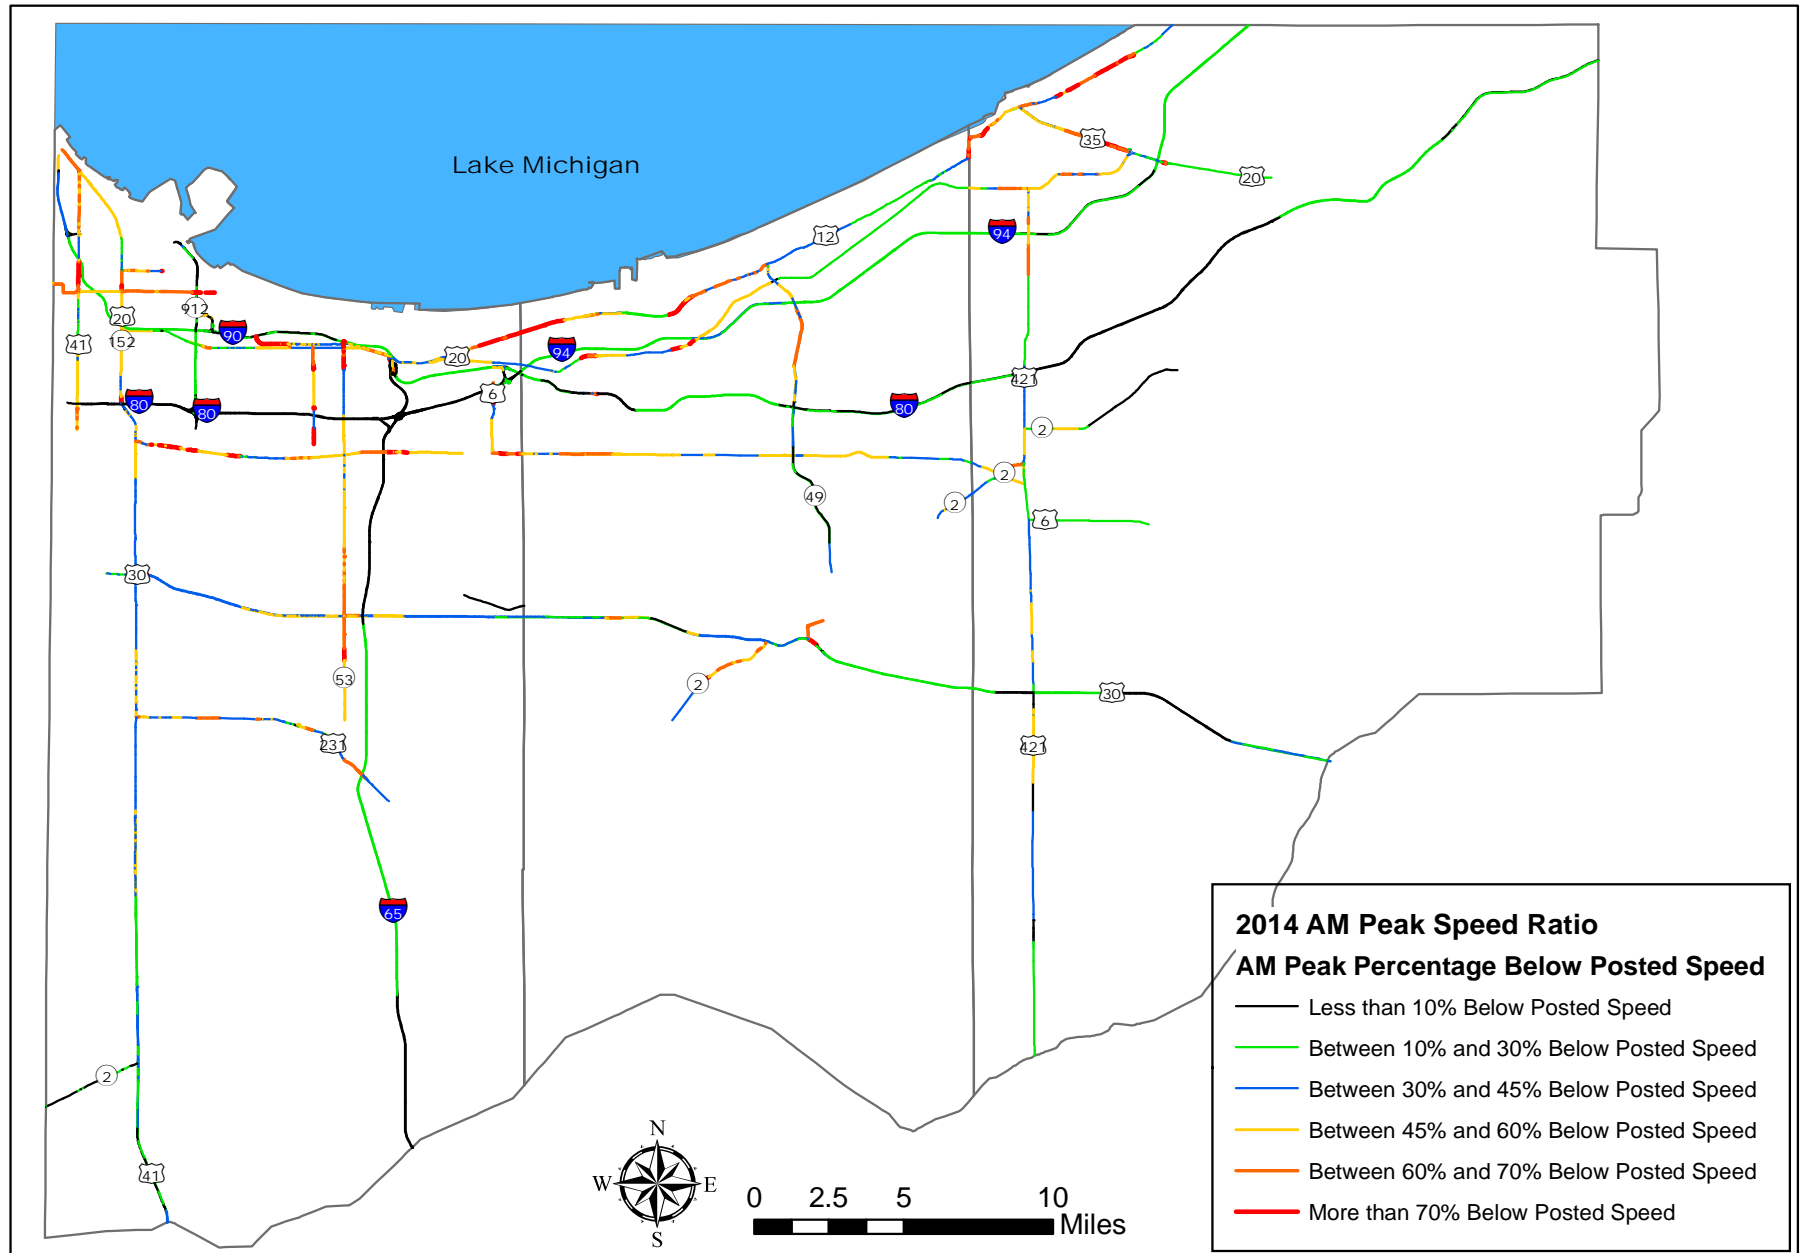 Lake Michigan
35
20
12
94
912
20
90
41
152
20
94
421
6
80
80
80
2
2
49
2
6
30
53
2
30
231
421
65
2
41
2014 AM Peak Speed Ratio
AM Peak Percentage Below Posted Speed
Less than 10% Below Posted Speed
Between 10% and 30% Below Posted Speed
Between 30% and 45% Below Posted Speed
Between 45% and 60% Below Posted Speed
Between 60% and 70% Below Posted Speed
More than 70% Below Posted Speed
N
W E
S
0 2.5 5 10
Miles